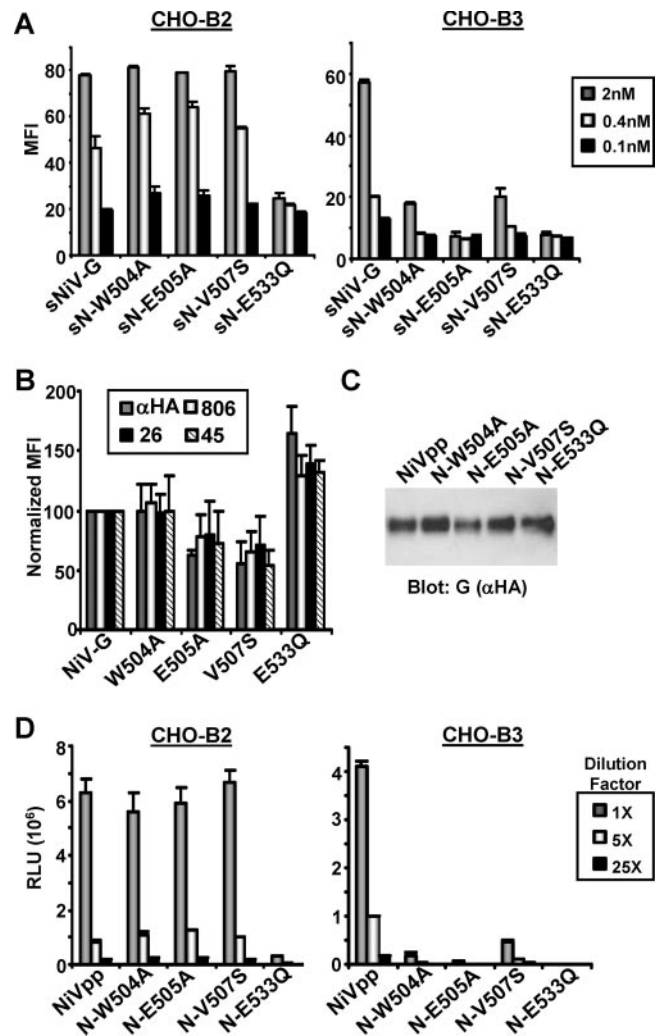 A
CHO-B2
CHO-B3
MFI
80
60
40
20
0
60
40
20
0
2nM
0.4nM
0.1nM
sNiV-G
sN-W504A
sN-E505A
sN-V507S
sN-E533Q
sNiV-G
sN-W504A
sN-E505A
sN-V507S
sN-E533Q
B
C
Normalized MFI
200
150
100
50
0
αHA 806
26 45
NiV-G
W504A
E505A
V507S
E533Q
NiVpp
N-W504A
N-E505A
N-V507S
N-E533Q
Blot: G (αHA)
D
CHO-B2
CHO-B3
RLU (10⁶)
8
6
4
2
0
4
3
2
1
0
Dilution
Factor
1X
5X
25X
NiVpp
N-W504A
N-E505A
N-V507S
N-E533Q
NiVpp
N-W504A
N-E505A
N-V507S
N-E533Q